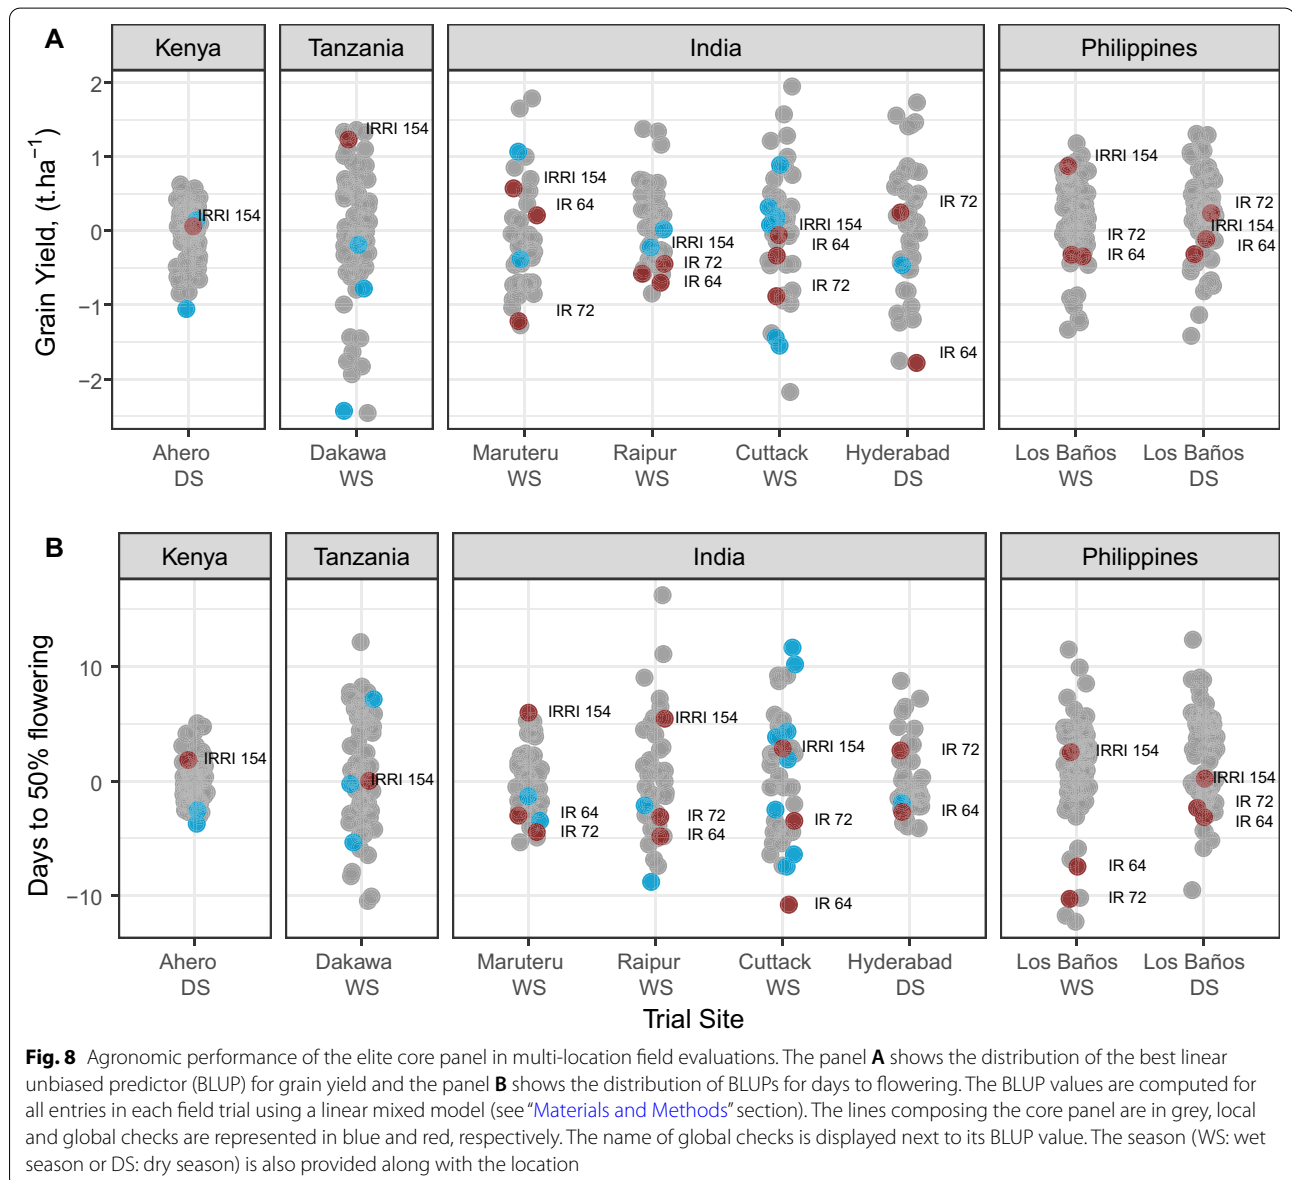 A
Kenya
Tanzania
India
Philippines
Grain Yield, (t.ha−1)
2
1
0
−1
−2
IRRI 154
IRRI 154
IRRI 154
IR 64
IR 72
IRRI 154
IR 72
IR 64
IRRI 154
IR 64
IR 72
IR 72
IR 64
IRRI 154
IR 72
IR 64
IR 72
IRRI 154
IR 64
Ahero
DS
Dakawa
WS
Maruteru
WS
Raipur
WS
Cuttack
WS
Hyderabad
DS
Los Baños
WS
Los Baños
DS
B
Kenya
Tanzania
India
Philippines
Days to 50% flowering
10
0
−10
IRRI 154
IRRI 154
IRRI 154
IR 64
IR 72
IRRI 154
IR 72
IR 64
IRRI 154
IR 72
IR 64
IR 72
IR 64
IRRI 154
IR 64
IR 72
IRRI 154
IR 72
IR 64
Ahero
DS
Dakawa
WS
Maruteru
WS
Raipur
WS
Cuttack
WS
Hyderabad
DS
Los Baños
WS
Los Baños
DS
Trial Site
Fig. 8 Agronomic performance of the elite core panel in multi-location field evaluations. The panel A shows the distribution of the best linear
unbiased predictor (BLUP) for grain yield and the panel B shows the distribution of BLUPs for days to flowering. The BLUP values are computed for
all entries in each field trial using a linear mixed model (see “Materials and Methods” section). The lines composing the core panel are in grey, local
and global checks are represented in blue and red, respectively. The name of global checks is displayed next to its BLUP value. The season (WS: wet
season or DS: dry season) is also provided along with the location